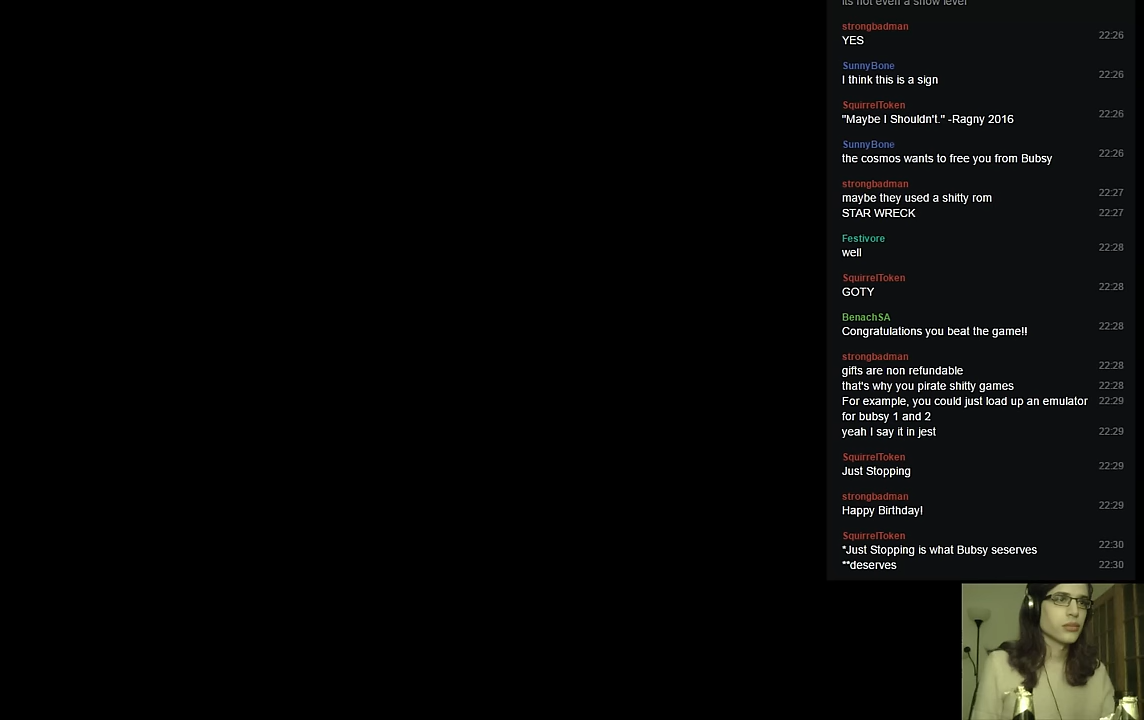 its not even a snow level
strongbadman
YES 22:26
SunnyBone
I think this is a sign 22:26
SquirrelToken
"Maybe I Shouldn't." -Ragny 2016 22:26
SunnyBone
the cosmos wants to free you from Bubsy 22:26
strongbadman
maybe they used a shitty rom 22:27
STAR WRECK 22:27
Festivore
well 22:28
SquirrelToken
GOTY 22:28
BenachSA
Congratulations you beat the game!! 22:28
strongbadman
gifts are non refundable 22:28
that's why you pirate shitty games 22:28
For example, you could just load up an emulator 22:29
for bubsy 1 and 2
yeah I say it in jest 22:29
SquirrelToken
Just Stopping 22:29
strongbadman
Happy Birthday! 22:29
SquirrelToken
*Just Stopping is what Bubsy seserves 22:30
**deserves 22:30